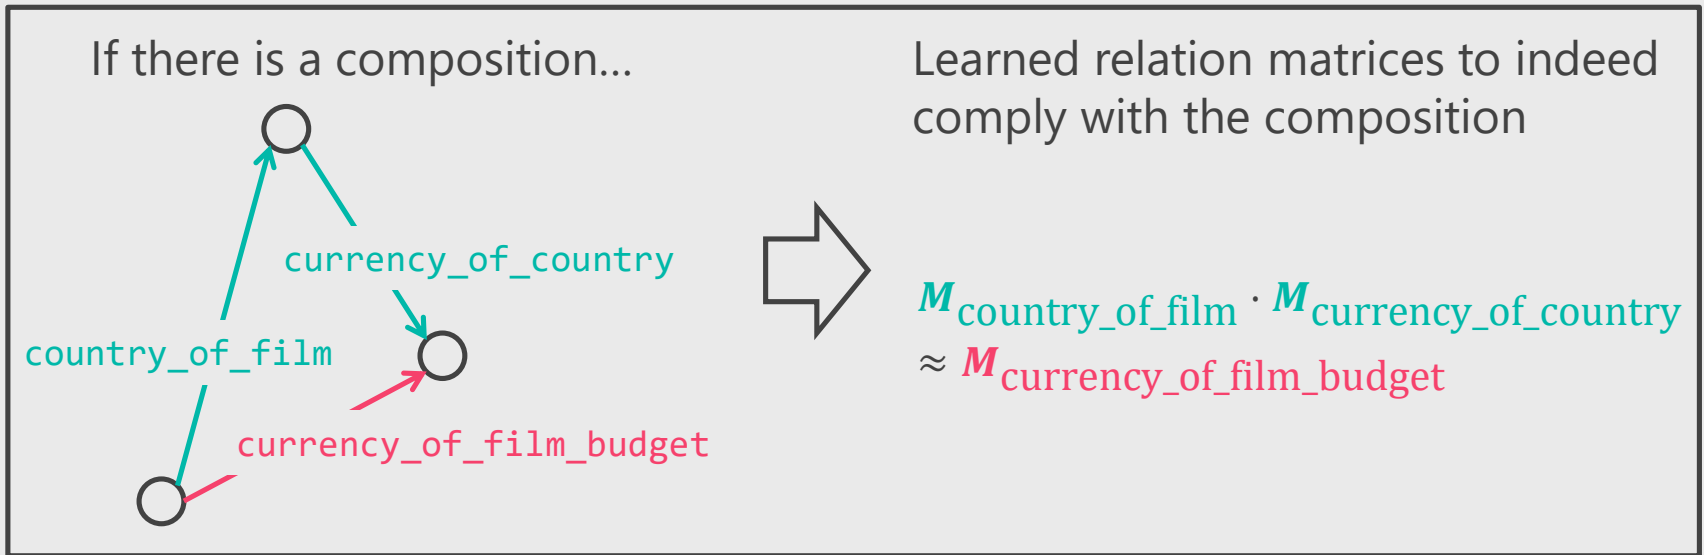 If there is a composition…
currency_of_country
country_of_film
currency_of_film_budget
Learned relation matrices to indeed
comply with the composition
M country_of_film · M currency_of_country
≈ M currency_of_film_budget